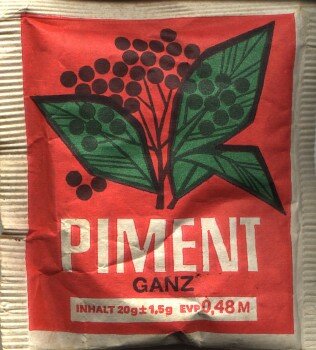 PIMENT
GANZ
INHALT 20g ± 1,5g EVP 0,48 M